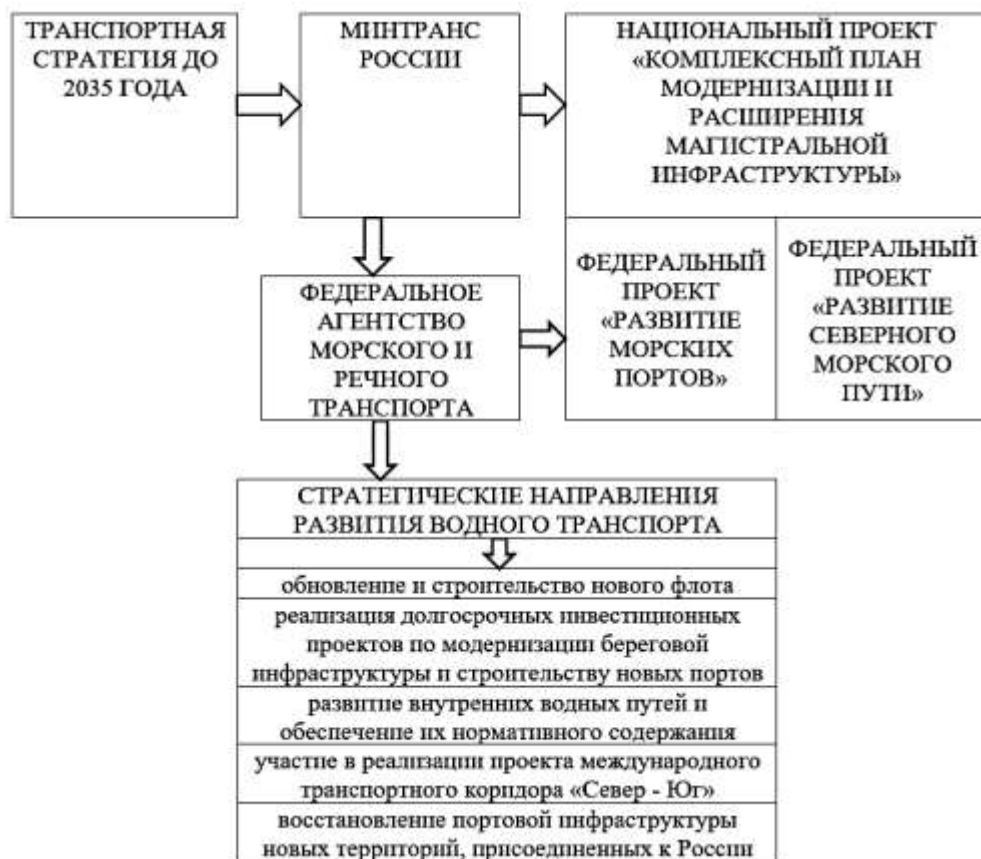 ТРАНСПОРТНАЯ
СТРАТЕГИЯ ДО
2035 ГОДА
МИНТРАНС
РОССИИ
НАЦИОНАЛЬНЫЙ ПРОЕКТ
«КОМПЛЕКСНЫЙ ПЛАН
МОДЕРНИЗАЦИИ И
РАСШИРЕНИЯ
МАГИСТРАЛЬНОЙ
ИНФРАСТРУКТУРЫ»
ФЕДЕРАЛЬНОЕ
АГЕНТСТВО
МОРСКОГО И
РЕЧНОГО
ТРАНСПОРТА
ФЕДЕРАЛЬНЫЙ
ПРОЕКТ
«РАЗВИТИЕ
МОРСКИХ
ПОРТОВ»
ФЕДЕРАЛЬНЫЙ
ПРОЕКТ
«РАЗВИТИЕ
СЕВЕРНОГО
МОРСКОГО
ПУТИ»
СТРАТЕГИЧЕСКИЕ НАПРАВЛЕНИЯ
РАЗВИТИЯ ВОДНОГО ТРАНСПОРТА
обновление и строительство нового флота
реализация долгосрочных инвестиционных
проектов по модернизации береговой
инфраструктуры и строительству новых портов
развитие внутренних водных путей и
обеспечение их нормативного содержания
участие в реализации проекта международного
транспортного коридора «Север - Юг»
восстановление портовой инфраструктуры
новых территорий, присоединенных к России